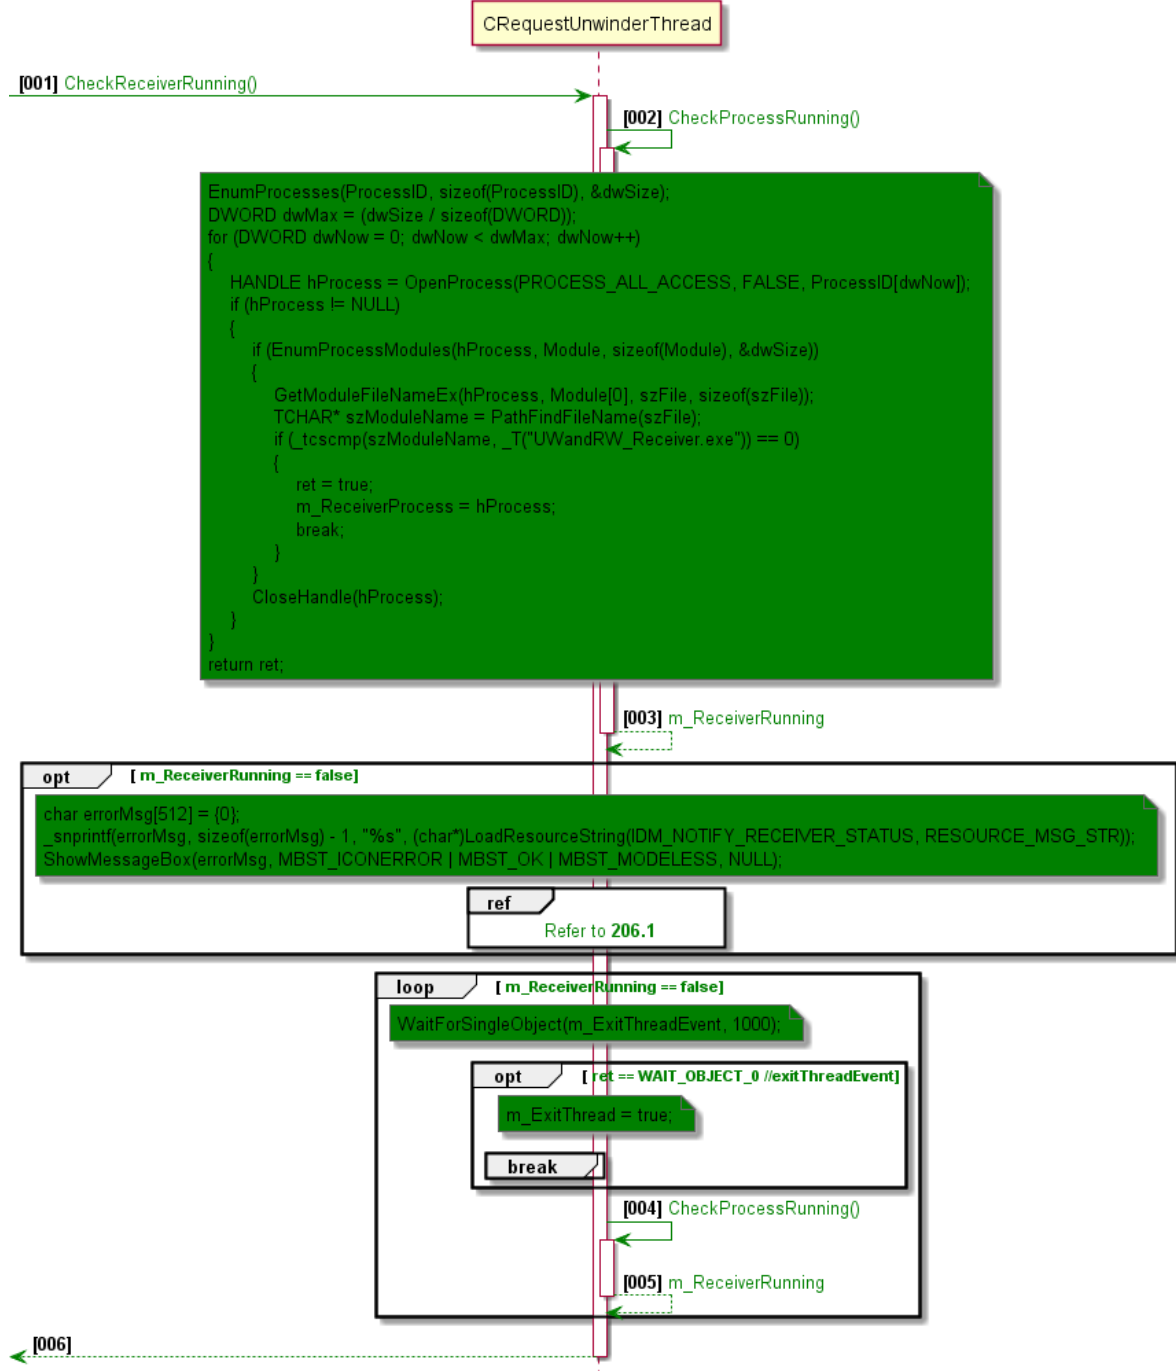 CRequestUnwinderThread
[001] CheckReceiverRunning()
[002] CheckProcessRunning()
EnumProcesses(ProcessID, sizeof(ProcessID), &dwSize);
DWORD dwMax = (dwSize / sizeof(DWORD));
for (DWORD dwNow = 0; dwNow < dwMax; dwNow++)
{
HANDLE hProcess = OpenProcess(PROCESS_ALL_ACCESS, FALSE, ProcessID[dwNow]);
if (hProcess != NULL)
{
if (EnumProcessModules(hProcess, Module, sizeof(Module), &dwSize))
{
GetModuleFileNameEx(hProcess, Module[0], szFile, sizeof(szFile));
TCHAR* szModuleName = PathFindFileName(szFile);
if (_tcscmp(szModuleName, _T("UWandRW_Receiver.exe")) == 0)
{
ret = true;
m_ReceiverProcess = hProcess;
break;
}
}
CloseHandle(hProcess);
}
}
return ret;
[003] m_ReceiverRunning
opt [ m_ReceiverRunning == false]
char errorMsg[512] = {0};
_snprintf(errorMsg, sizeof(errorMsg) - 1, "%s", (char*)LoadResourceString(IDM_NOTIFY_RECEIVER_STATUS, RESOURCE_MSG_STR));
ShowMessageBox(errorMsg, MBST_ICONERROR | MBST_OK | MBST_MODELESS, NULL);
ref
Refer to 206.1
loop [ m_ReceiverRunning == false]
WaitForSingleObject(m_ExitThreadEvent, 1000);
opt [ ret == WAIT_OBJECT_0 //exitThreadEvent]
m_ExitThread = true;
break
[004] CheckProcessRunning()
[005] m_ReceiverRunning
[006]